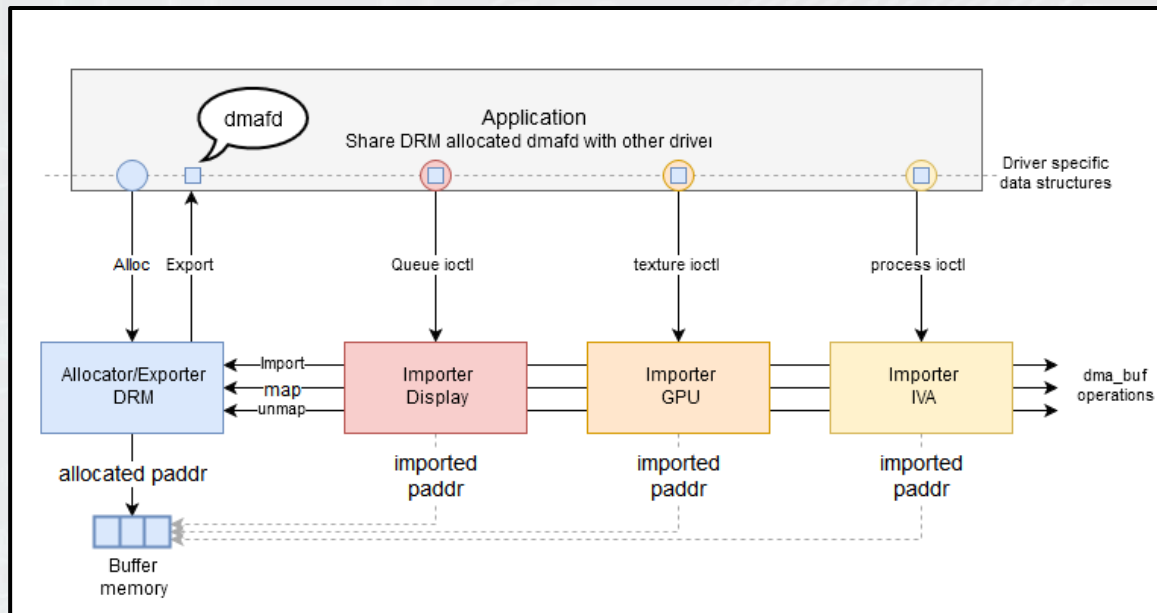 dmafd
Application
Share DRM allocated dmafd with other driver
Driver specific
data structures
Alloc
Export
Queue ioctl
texture ioctl
process ioctl
Allocator/Exporter
DRM
Import
map
unmap
Importer
Display
Importer
GPU
Importer
IVA
dma_buf
operations
allocated paddr
imported
paddr
imported
paddr
imported
paddr
Buffer
memory